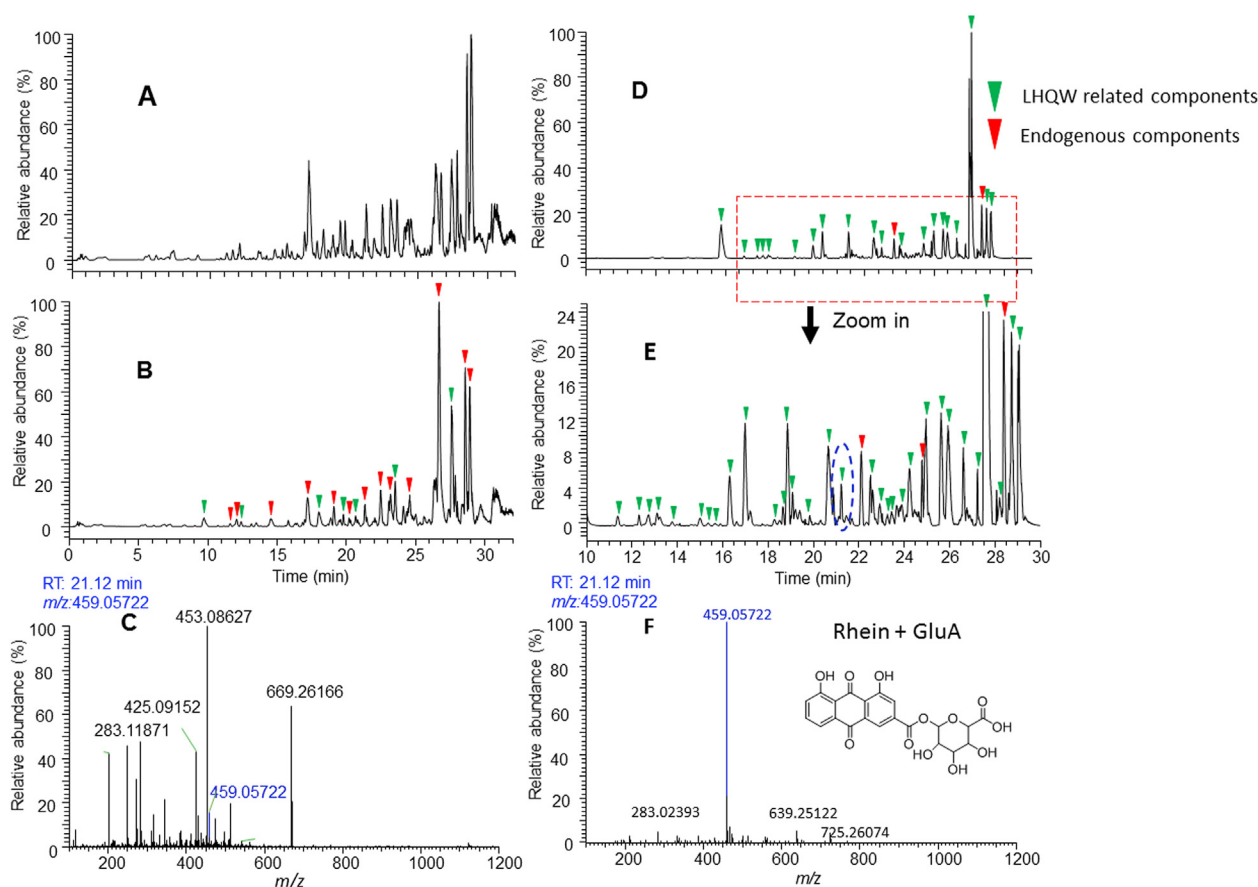 A
Relative abundance (%)
100
80
60
40
20
0
D
Relative abundance (%)
100
80
60
40
20
0
LHQW related components
Endogenous components
B
Relative abundance (%)
100
80
60
40
20
0
0 5 10 15 20 25 30
Time (min)
Zoom in
E
Relative abundance (%)
24
20
16
12
8
4
0
10 12 14 16 18 20 22 24 26 28 30
Time (min)
RT: 21.12 min
m/z:459.05722
C
Relative abundance (%)
100
80
60
40
20
0
453.08627
669.26166
425.09152
283.11871
459.05722
200 400 600 800 1000 1200
m/z
RT: 21.12 min
m/z:459.05722
F
Relative abundance (%)
100
80
60
40
20
0
459.05722
Rhein + GluA
OH O OH
O
O
O
O
O
OH
HO
OH
OH
283.02393
639.25122
725.26074
200 400 600 800 1000 1200
m/z